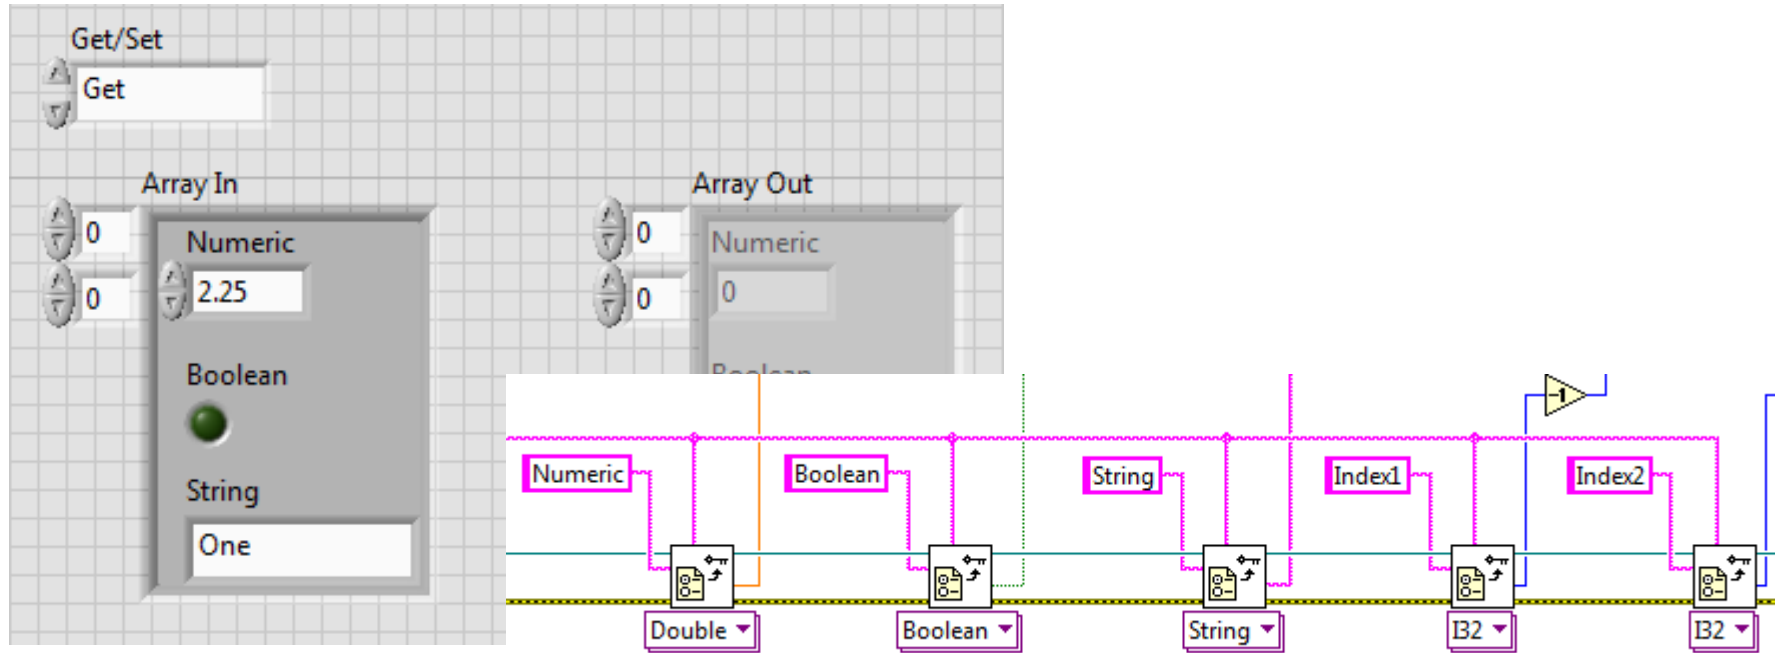 Get/Set
Get
Array In
Array Out
0
Numeric
0
Numeric
0
2.25
0
0
Boolean
Boolean
String
One
Numeric
Boolean
String
Index1
Index2
-1
Double
Boolean
String
I32
I32